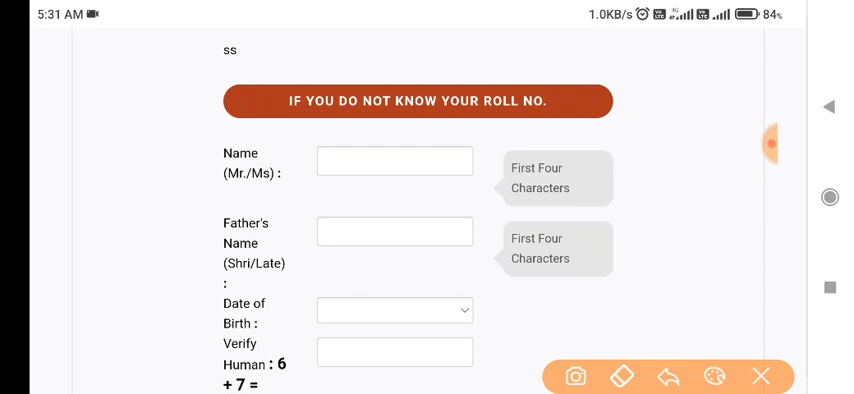 5:31 AM
1.0KB/s 4G 84%
ss
IF YOU DO NOT KNOW YOUR ROLL NO.
Name
(Mr./Ms) :
First Four
Characters
Father's
Name
(Shri/Late)
:
First Four
Characters
Date of
Birth :
Verify
Human : 6
+ 7 =